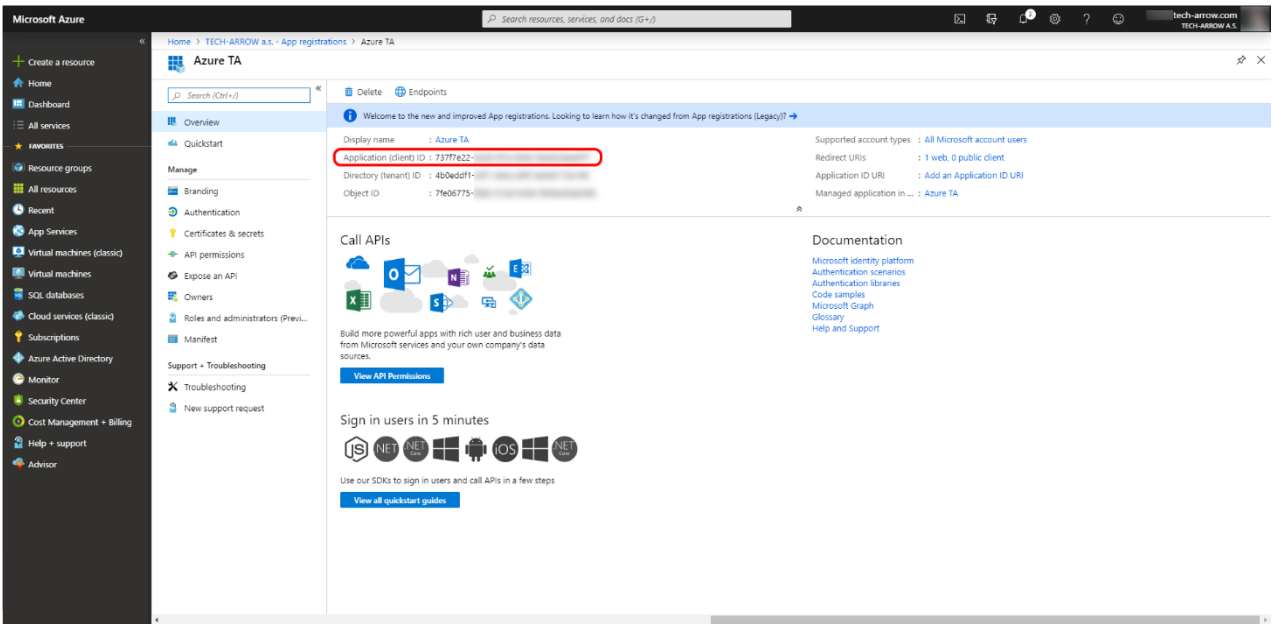 Microsoft Azure
Search resources, services, and docs (G+/)
2
tech-arrow.com
TECH-ARROW A.S.
Create a resource
Home
Dashboard
All services
FAVORITES
Resource groups
All resources
Recent
App Services
Virtual machines (classic)
Virtual machines
SQL databases
Cloud services (classic)
Subscriptions
Azure Active Directory
Monitor
Security Center
Cost Management + Billing
Help + support
Advisor
Home > TECH-ARROW a.s. - App registrations > Azure TA
Azure TA
Search (Ctrl+/)
Overview
Quickstart
Manage
Branding
Authentication
Certificates & secrets
API permissions
Expose an API
Owners
Roles and administrators (Previ...
Manifest
Support + Troubleshooting
Troubleshooting
New support request
Delete Endpoints
Welcome to the new and improved App registrations. Looking to learn how it's changed from App registrations (Legacy)?
Display name : Azure TA
Application (client) ID : 737f7e22-
Directory (tenant) ID : 4b0eddf1-
Object ID : 7fe06775-
Supported account types : All Microsoft account users
Redirect URIs : 1 web, 0 public client
Application ID URI : Add an Application ID URI
Managed application in ... : Azure TA
Call APIs
Build more powerful apps with rich user and business data
from Microsoft services and your own company's data
sources.
View API Permissions
Sign in users in 5 minutes
JS .NET .NET Core iOS .NET Core
Use our SDKs to sign in users and call APIs in a few steps
View all quickstart guides
Documentation
Microsoft identity platform
Authentication scenarios
Authentication libraries
Code samples
Microsoft Graph
Glossary
Help and Support